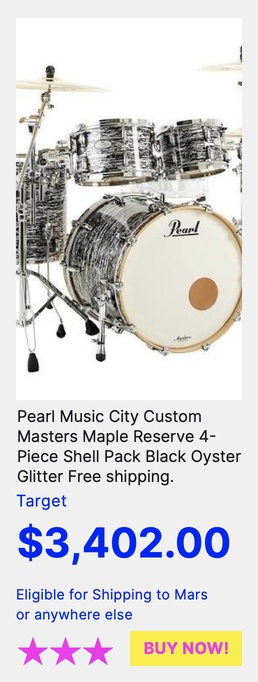 Pearl
Masters
Pearl Music City Custom
Masters Maple Reserve 4-
Piece Shell Pack Black Oyster
Glitter Free shipping.
Target
$3,402.00
Eligible for Shipping to Mars
or anywhere else
BUY NOW!